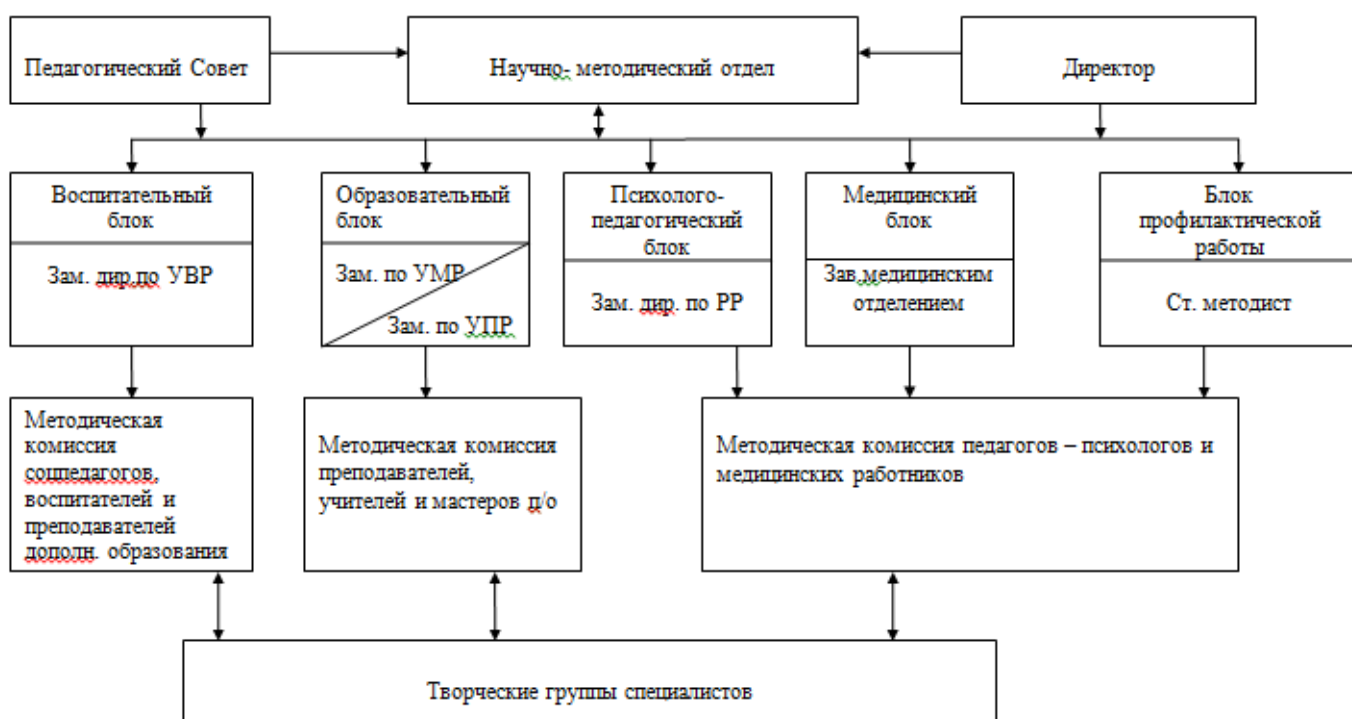 Педагогический Совет
Научно- методический отдел
Директор
Воспитательный
блок
Зам. дир.по УВР
Образовательный
блок
Зам. по УМР
Зам. по УПР
Психолого-
педагогический
блок
Зам. дир. по РР
Медицинский
блок
Зав.медицинским
отделением
Блок
профилактической
работы
Ст. методист
Методическая
комиссия
соцпедагогов,
воспитателей и
преподавателей
дополн. образования
Методическая комиссия
преподавателей,
учителей и мастеров п/о
Методическая комиссия педагогов – психологов и
медицинских работников
Творческие группы специалистов